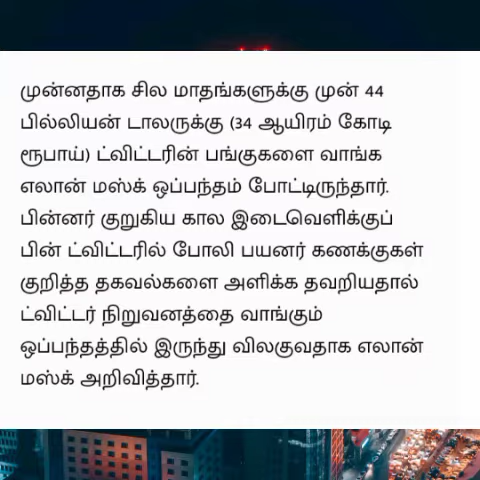 முன்னதாக சில மாதங்களுக்கு முன் 44
பில்லியன் டாலருக்கு (34 ஆயிரம் கோடி
ரூபாய்) ட்விட்டரின் பங்குகளை வாங்க
எலான் மஸ்க் ஒப்பந்தம் போட்டிருந்தார்.
பின்னர் குறுகிய கால இடைவெளிக்குப்
பின் ட்விட்டரில் போலி பயனர் கணக்குகள்
குறித்த தகவல்களை அளிக்க தவறியதால்
ட்விட்டர் நிறுவனத்தை வாங்கும்
ஒப்பந்தத்தில் இருந்து விலகுவதாக எலான்
மஸ்க் அறிவித்தார்.